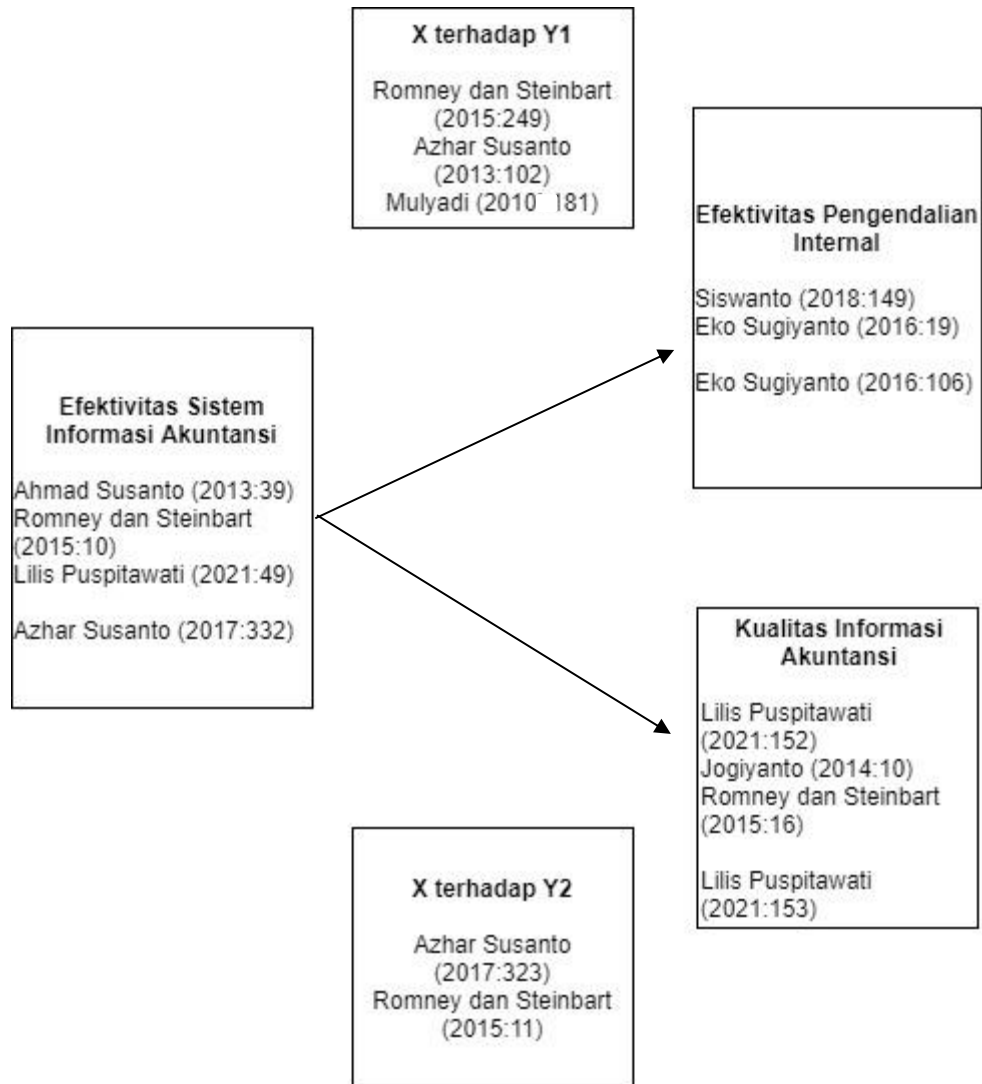 X terhadap Y1
Romney dan Steinbart
(2015:249)
Azhar Susanto
(2013:102)
Mulyadi (2010 181)
Efektivitas Pengendalian
Internal
Siswanto (2018:149)
Eko Sugiyanto (2016:19)
Eko Sugiyanto (2016:106)
Efektivitas Sistem
Informasi Akuntansi
Ahmad Susanto (2013:39)
Romney dan Steinbart
(2015:10)
Lilis Puspitawati (2021:49)
Azhar Susanto (2017:332)
Kualitas Informasi
Akuntansi
Lilis Puspitawati
(2021:152)
Jogiyanto (2014:10)
Romney dan Steinbart
(2015:16)
Lilis Puspitawati
(2021:153)
X terhadap Y2
Azhar Susanto
(2017:323)
Romney dan Steinbart
(2015:11)